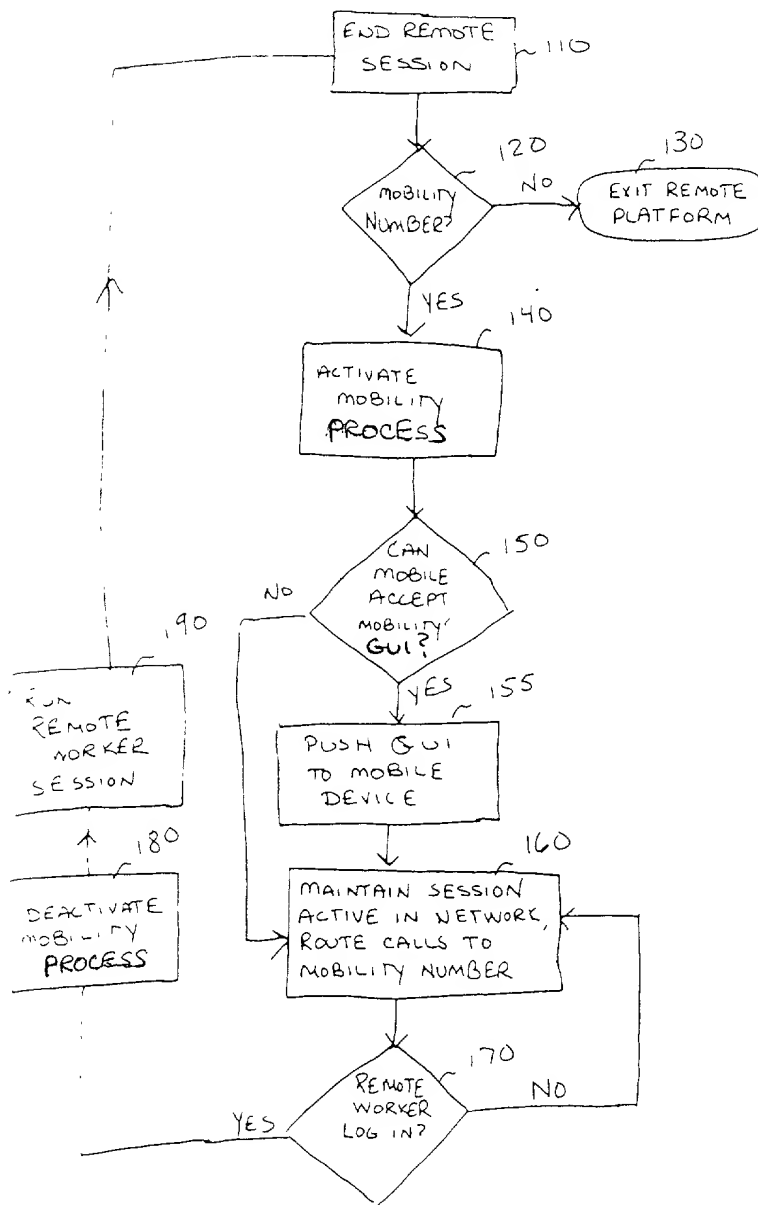 END REMOTE
SESSION
110
120
MOBILITY
NUMBER?
NO
130
EXIT REMOTE
PLATFORM
YES
140
ACTIVATE
MOBILITY
PROCESS
150
CAN
MOBILE
ACCEPT
MOBILITY
GUI?
NO
YES
155
PUSH GUI
TO MOBILE
DEVICE
160
MAINTAIN SESSION
ACTIVE IN NETWORK,
ROUTE CALLS TO
MOBILITY NUMBER
170
REMOTE
WORKER
LOG IN?
NO
YES
180
DEACTIVATE
MOBILITY
PROCESS
190
RUN
REMOTE
WORKER
SESSION